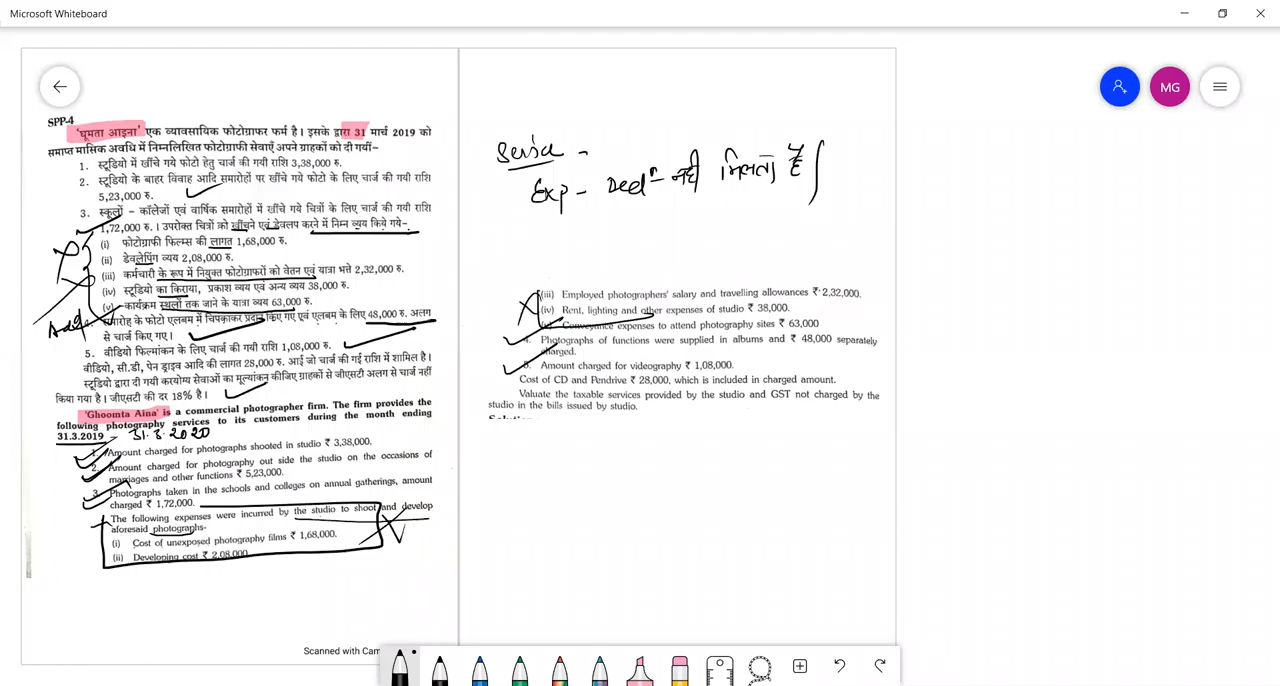 Microsoft Whiteboard
MG
SPP-4
'घूमता आइना' एक व्यावसायिक फोटोग्राफर फर्म है। इसके द्वारा 31 मार्च 2019 को
समाप्त मासिक अवधि में निम्नलिखित फोटोग्राफी सेवाएँ अपने ग्राहकों को दी गयीं-
1. स्टूडियो में खींचे गये फोटो हेतु चार्ज की गयी राशि 3,38,000 रु.
2. स्टूडियो के बाहर विवाह आदि समारोहों पर खींचे गये फोटो के लिए चार्ज की गयी राशि
5,23,000 रु.
3. स्कूलों - कॉलेजों एवं वार्षिक समारोहों में खींचे गये चित्रों के लिए चार्ज की गयी राशि
1,72,000 रु.। उपरोक्त चित्रों को खींचने एवं डेवलप करने में निम्न व्यय किये गये-
(i) फोटोग्राफी फिल्म्स की लागत 1,68,000 रु.
(ii) डेवलेपिंग व्यय 2,08,000 रु.
(iii) कर्मचारी के रूप में नियुक्त फोटोग्राफरों को वेतन एवं यात्रा भत्ते 2,32,000 रु.
(iv) स्टूडियो का किराया, प्रकाश व्यय एवं अन्य व्यय 38,000 रु.
(v) कार्यक्रम स्थलों तक जाने के यात्रा व्यय 63,000 रु.
4. समारोह के फोटो एलबम में चिपकाकर प्रदान किए गए एवं एलबम के लिए 48,000 रु. अलग
से चार्ज किए गए।
5. वीडियो फिल्मांकन के लिए चार्ज की गयी राशि 1,08,000 रु.
वीडियो, सी.डी, पेन ड्राइव आदि की लागत 28,000 रु. आई जो चार्ज की गई राशि में शामिल है।
स्टूडियो द्वारा दी गयी करयोग्य सेवाओं का मूल्यांकन कीजिए ग्राहकों से जीएसटी अलग से चार्ज नहीं
किया गया है। जीएसटी की दर 18% है।
'Ghoomta Aina' is a commercial photographer firm. The firm provides the
following photography services to its customers during the month ending
31.3.2019 - 31.3.2020
1. Amount charged for photographs shooted in studio ₹ 3,38,000.
2. Amount charged for photography out side the studio on the occasions of
marriages and other functions ₹ 5,23,000.
3. Photographs taken in the schools and colleges on annual gatherings, amount
charged ₹ 1,72,000.
The following expenses were incurred by the studio to shoot and develop
aforesaid photographs-
(i) Cost of unexposed photography films ₹ 1,68,000.
(ii) Developing cost ₹ 2,08,000
Scanned with Cam
Exp - Dedn नही मिलता है
(iii) Employed photographers' salary and travelling allowances ₹ 2,32,000.
(iv) Rent, lighting and other expenses of studio ₹ 38,000.
(v) Conveyance expenses to attend photography sites ₹ 63,000
4. Photographs of functions were supplied in albums and ₹ 48,000 separately
charged.
5. Amount charged for videography ₹ 1,08,000.
Cost of CD and Pendrive ₹ 28,000, which is included in charged amount.
Valuate the taxable services provided by the studio and GST not charged by the
studio in the bills issued by studio.